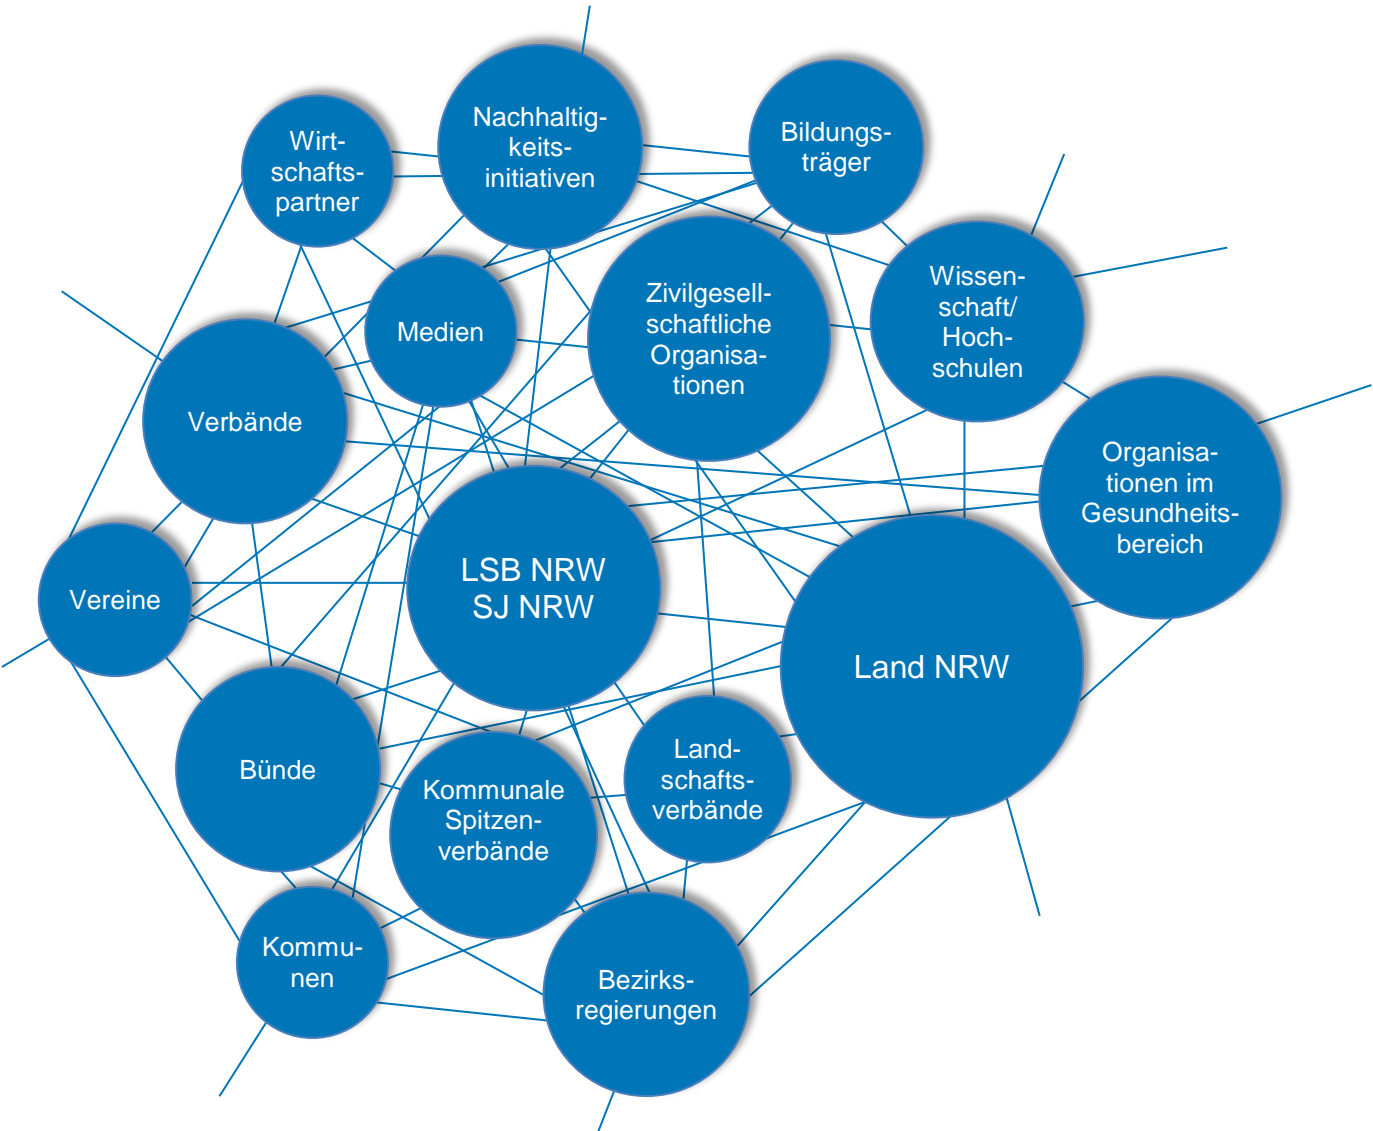 Wirt-
schafts-
partner
Nachhaltig-
keits-
initiativen
Bildungs-
träger
Medien
Zivilgesell-
schaftliche
Organisa-
tionen
Wissen-
schaft/
Hoch-
schulen
Verbände
Organisa-
tionen im
Gesundheits-
bereich
Vereine
LSB NRW
SJ NRW
Land NRW
Bünde
Kommunale
Spitzen-
verbände
Land-
schafts-
verbände
Kommu-
nen
Bezirks-
regierungen